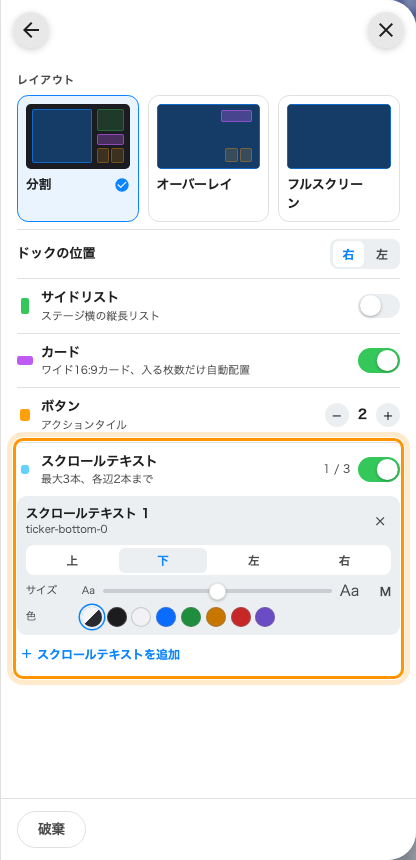 レイアウト
分割
オーバーレイ
フルスクリーン
ドックの位置
右
左
サイドリスト
ステージ横の縦長リスト
カード
ワイド16:9カード、入る枚数だけ自動配置
ボタン
アクションタイル
− 2 +
スクロールテキスト
最大3本、各辺2本まで
1 / 3
スクロールテキスト 1
ticker-bottom-0
上
下
左
右
サイズ
Aa
Aa
M
色
+ スクロールテキストを追加
破棄